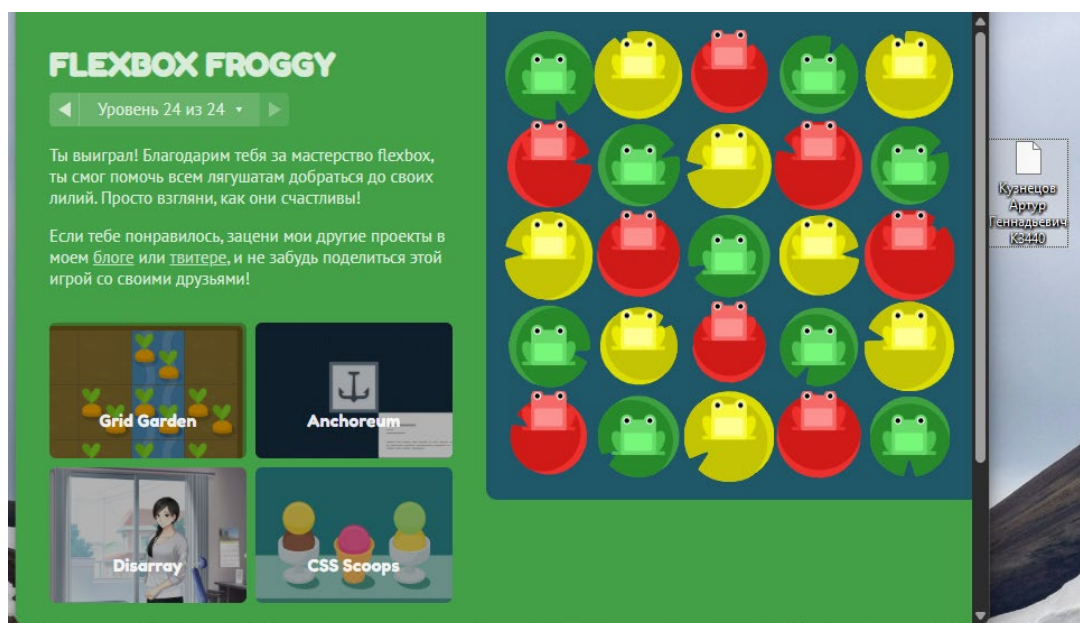 FLEXBOX FROGGY
Уровень 24 из 24
Ты выиграл! Благодарим тебя за мастерство flexbox,
ты смог помочь всем лягушатам добраться до своих
лилий. Просто взгляни, как они счастливы!
Если тебе понравилось, зацени мои другие проекты в
моем блоге или твитере, и не забудь поделиться этой
игрой со своими друзьями!
Grid Garden
Anchoreum
Disarray
CSS Scoops
Кузнецов
Артур
Геннадьевич
К3440